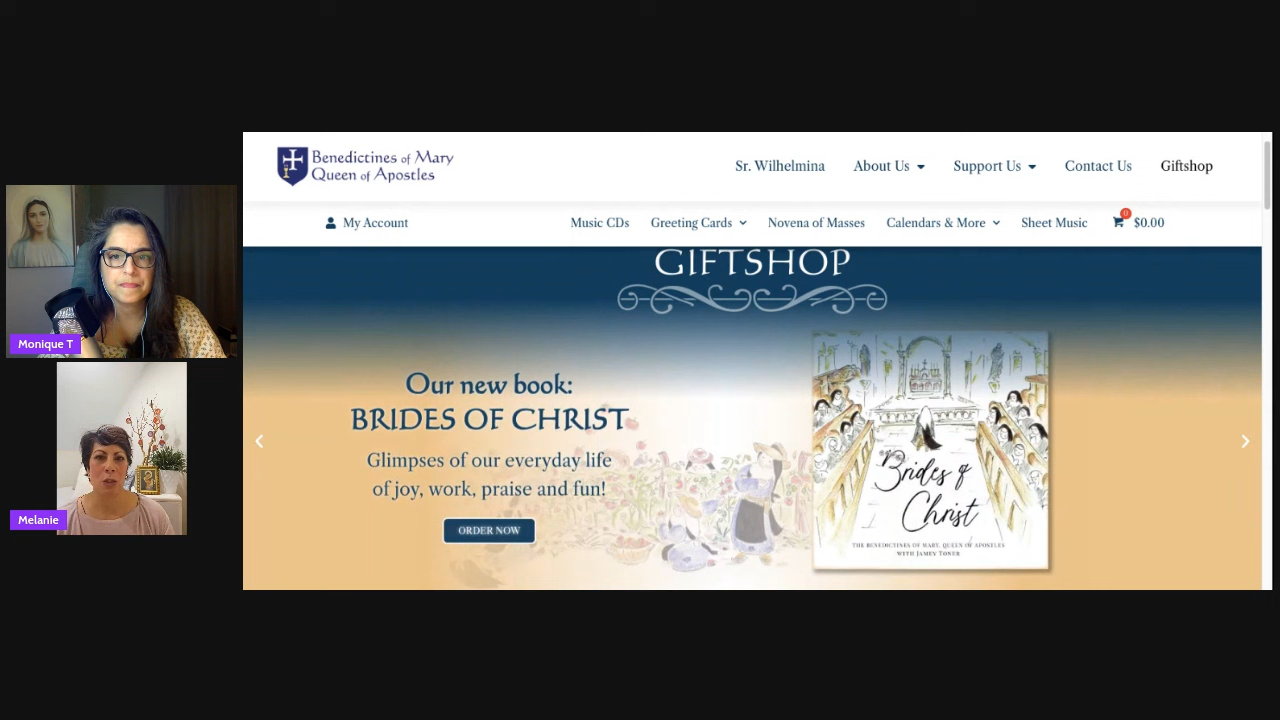 Benedictines of Mary
Queen of Apostles
Sr. Wilhelmina About Us Support Us Contact Us Giftshop
My Account Music CDs Greeting Cards Novena of Masses Calendars & More Sheet Music 0 $0.00
GIFTSHOP
Our new book:
BRIDES OF CHRIST
Glimpses of our everyday life
of joy, work, praise and fun!
ORDER NOW
Brides of
Christ
THE BENEDICTINES OF MARY, QUEEN OF APOSTLES
WITH JAMEY TONER
Monique T
Melanie